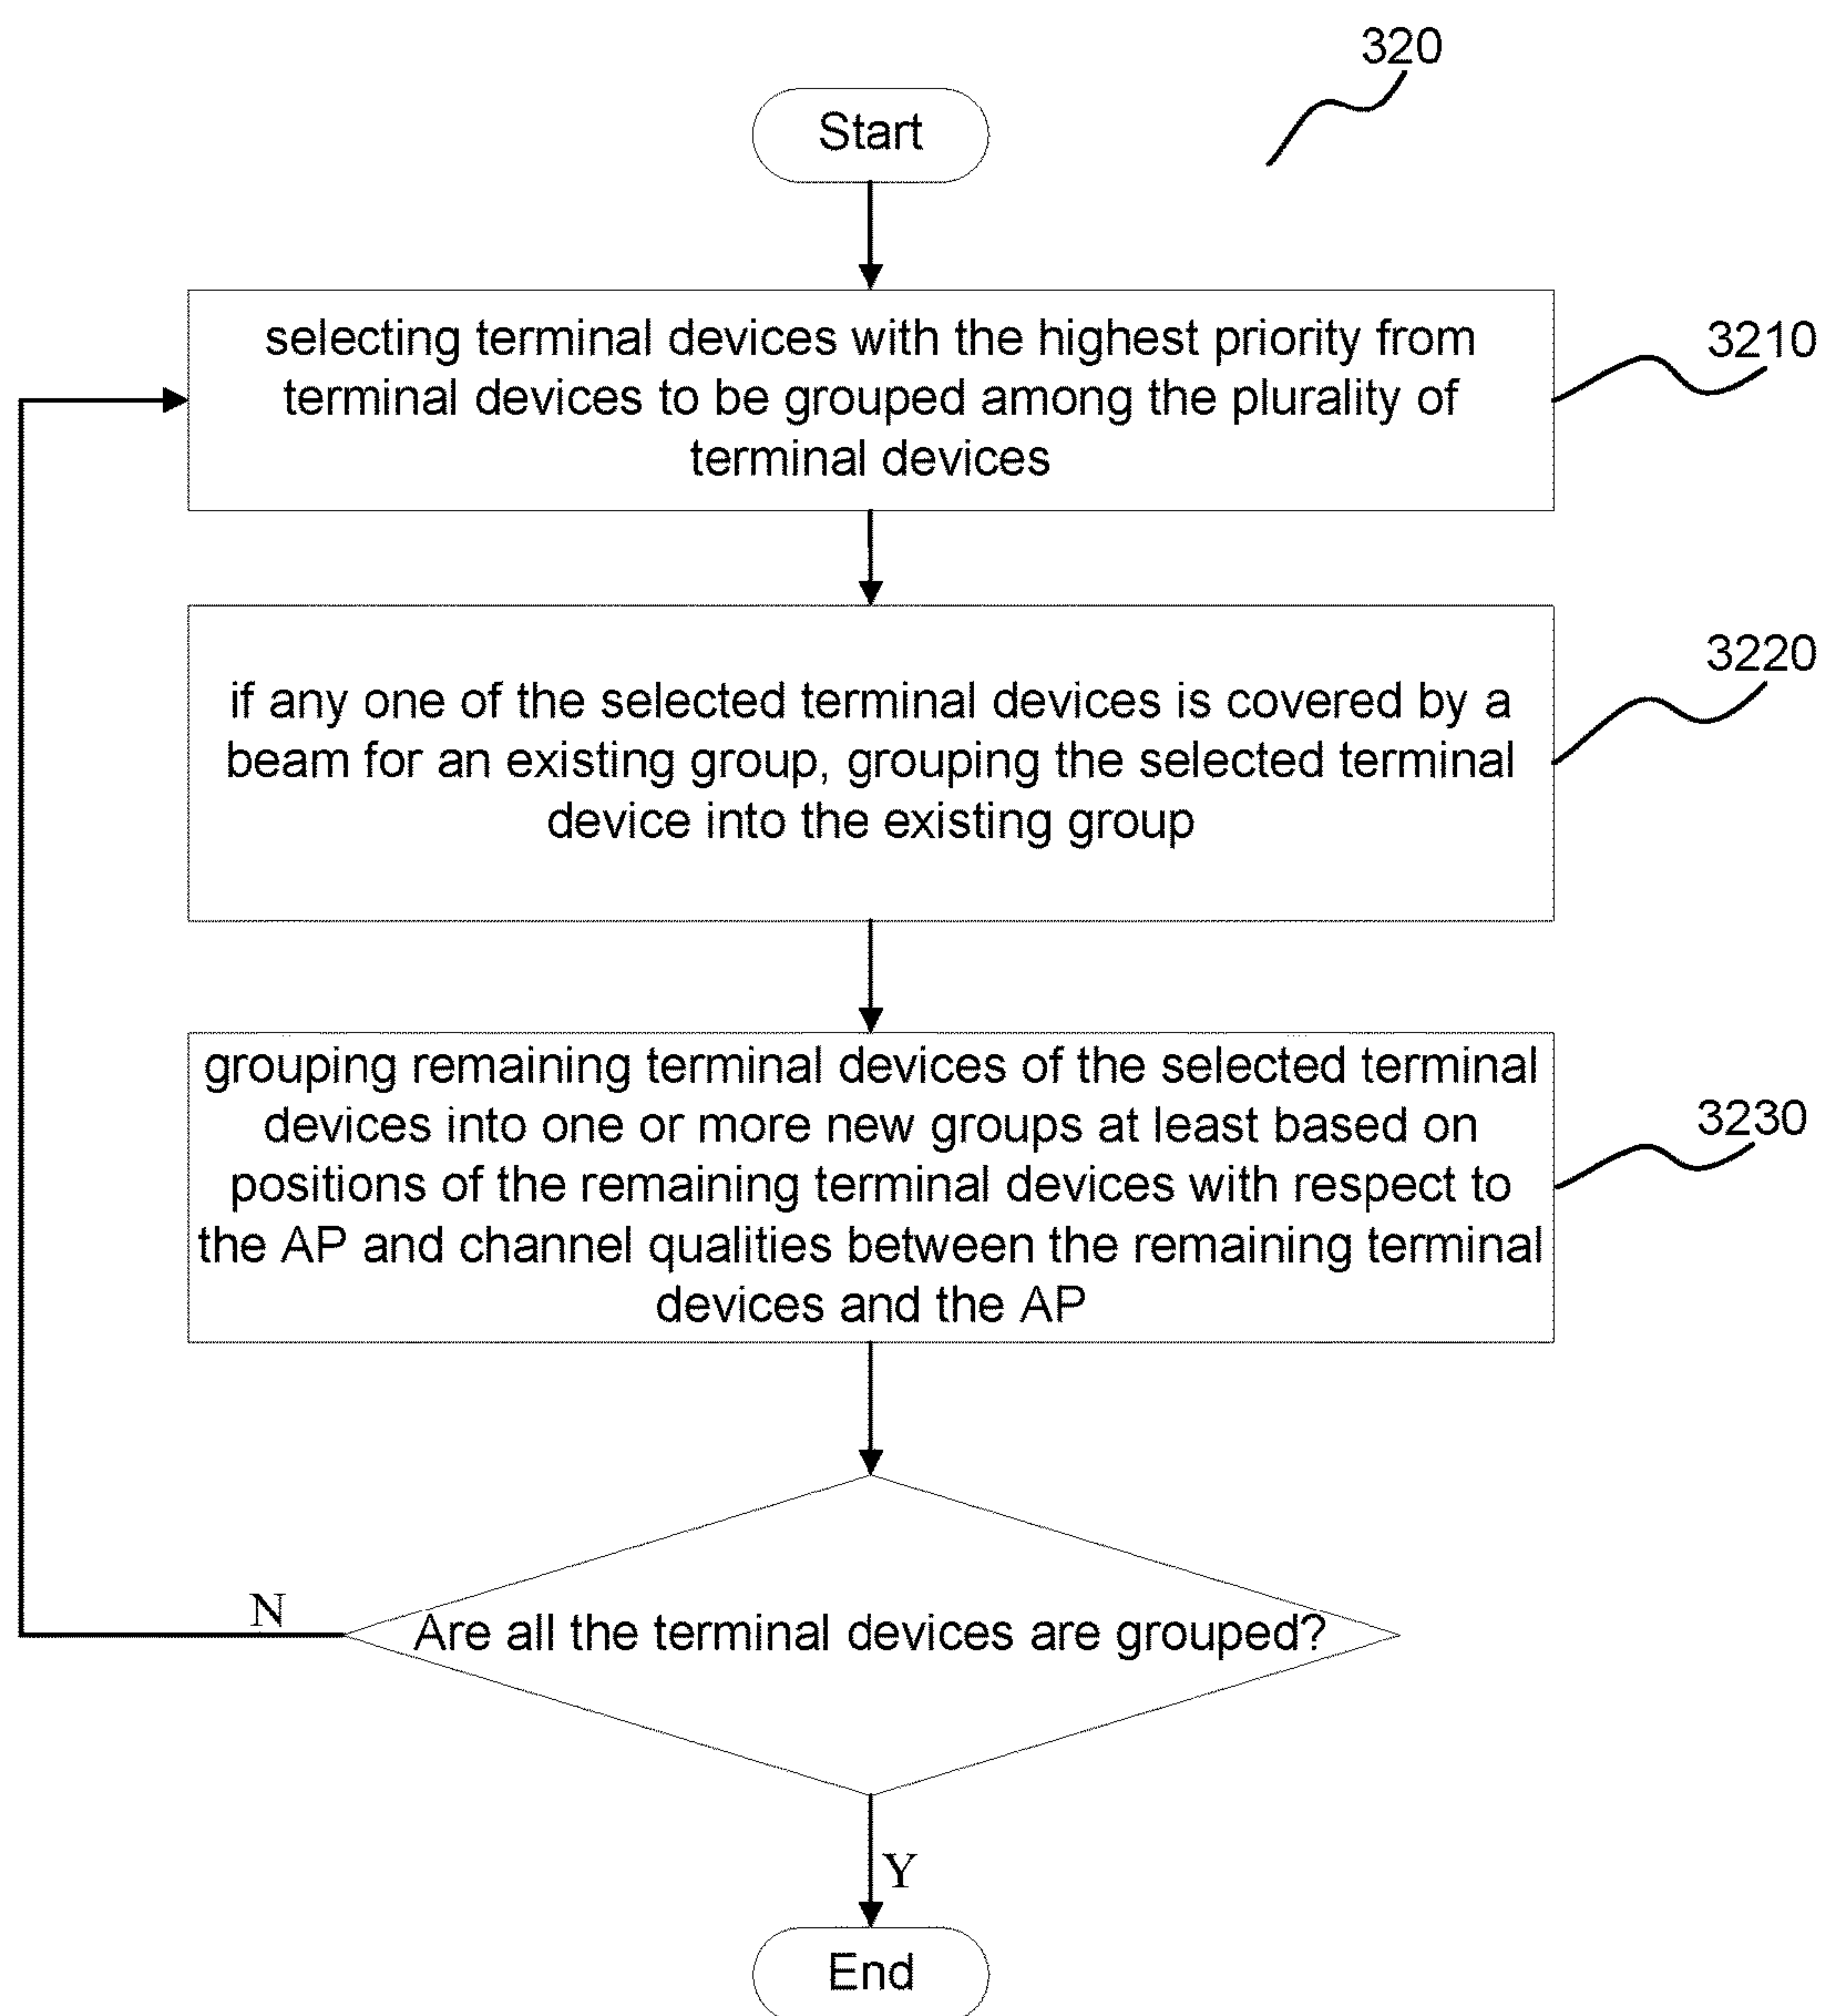 320
Start
selecting terminal devices with the highest priority from
terminal devices to be grouped among the plurality of
terminal devices
3210
if any one of the selected terminal devices is covered by a
beam for an existing group, grouping the selected terminal
device into the existing group
3220
grouping remaining terminal devices of the selected terminal
devices into one or more new groups at least based on
positions of the remaining terminal devices with respect to
the AP and channel qualities between the remaining terminal
devices and the AP
3230
N
Are all the terminal devices are grouped?
Y
End